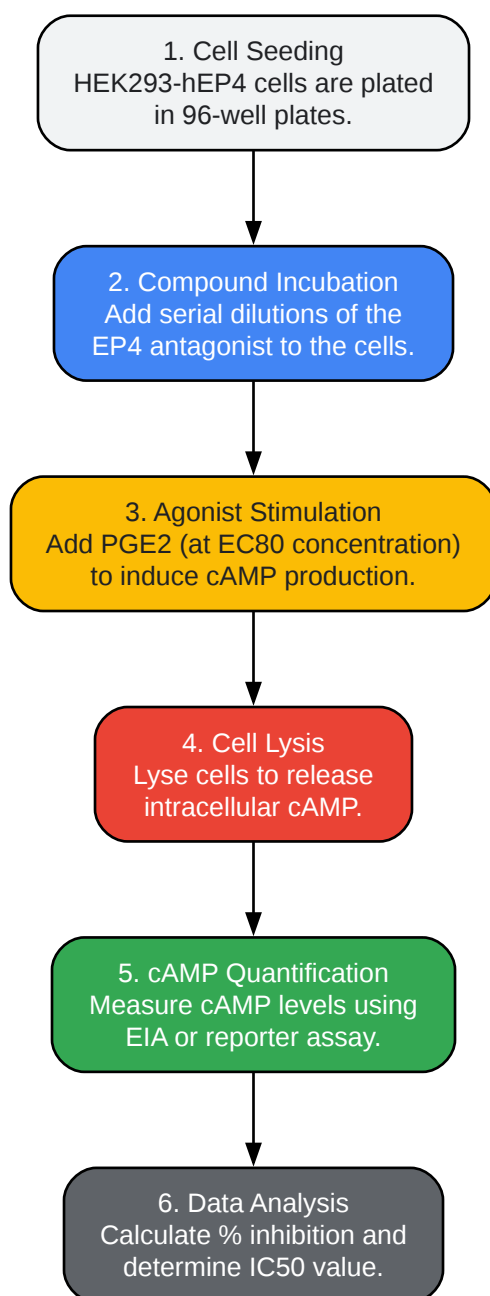 1. Cell Seeding
HEK293-hEP4 cells are plated
in 96-well plates.
2. Compound Incubation
Add serial dilutions of the
EP4 antagonist to the cells.
3. Agonist Stimulation
Add PGE2 (at EC80 concentration)
to induce cAMP production.
4. Cell Lysis
Lyse cells to release
intracellular cAMP.
5. cAMP Quantification
Measure cAMP levels using
EIA or reporter assay.
6. Data Analysis
Calculate % inhibition and
determine IC50 value.